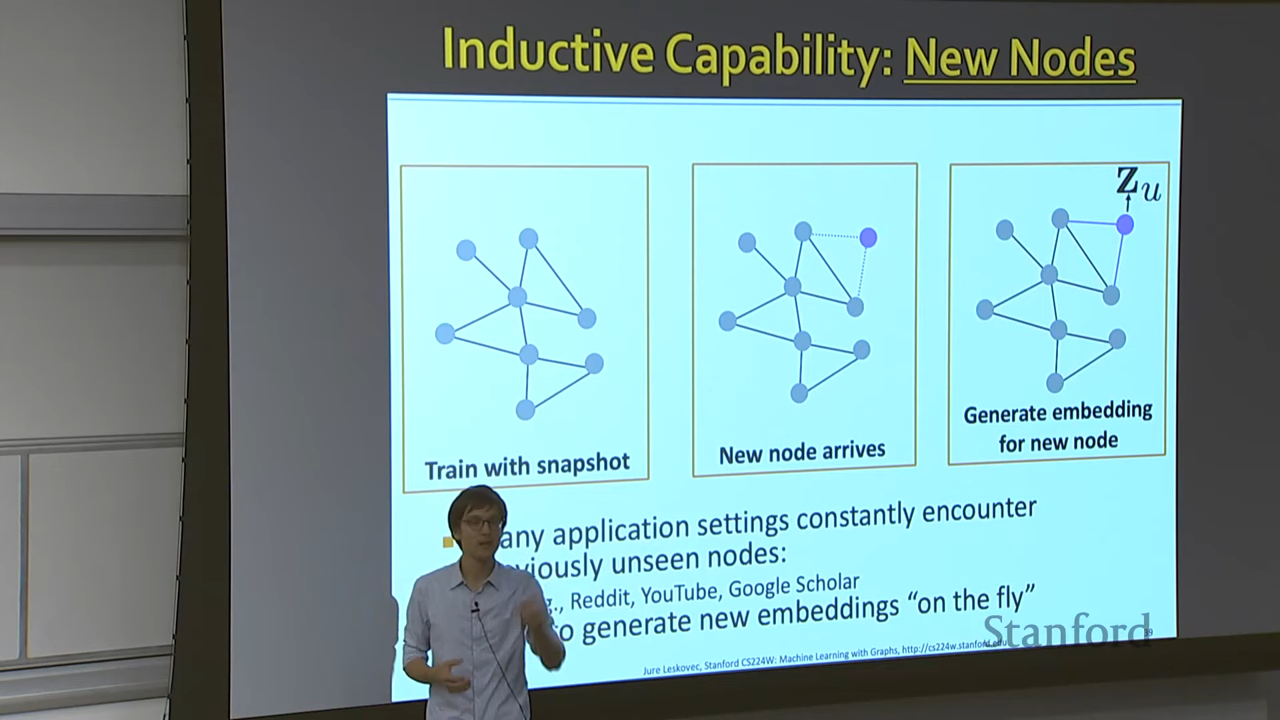 Inductive Capability: New Nodes
Z u
Train with snapshot
New node arrives
Generate embedding
for new node
any application settings constantly encounter
viously unseen nodes:
., Reddit, YouTube, Google Scholar
o generate new embeddings “on the fly”
Stanford
Jure Leskovec, Stanford CS224W: Machine Learning with Graphs, http://cs224w.stanford.edu